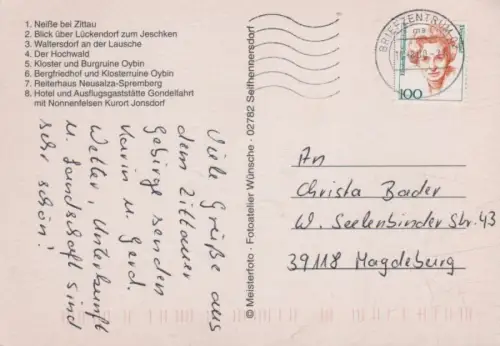 1. Neiße bei Zittau
2. Blick über Lückendorf zum Jeschken
3. Waltersdorf an der Lausche
4. Der Hochwald
5. Kloster und Burgruine Oybin
6. Bergfriedhof und Klosterruine Oybin
7. Reiterhaus Neusalza-Spremberg
8. Hotel und Ausflugsgaststätte Gondelfahrt
mit Nonnenfelsen Kurort Jonsdorf
Viele Grüße aus
dem Zittauer
Gebirge senden
Karin u. Gerd.
Wetter, Unterkunft
u. Landschaft sind
sehr schön!
© Meisterfoto · Fotoatelier Wünsche · 02782 Seifhennersdorf
BRIEFZENTRUM
100
An
Christa Bader
W. Seelenbinder Str. 43
39118 Magdeburg